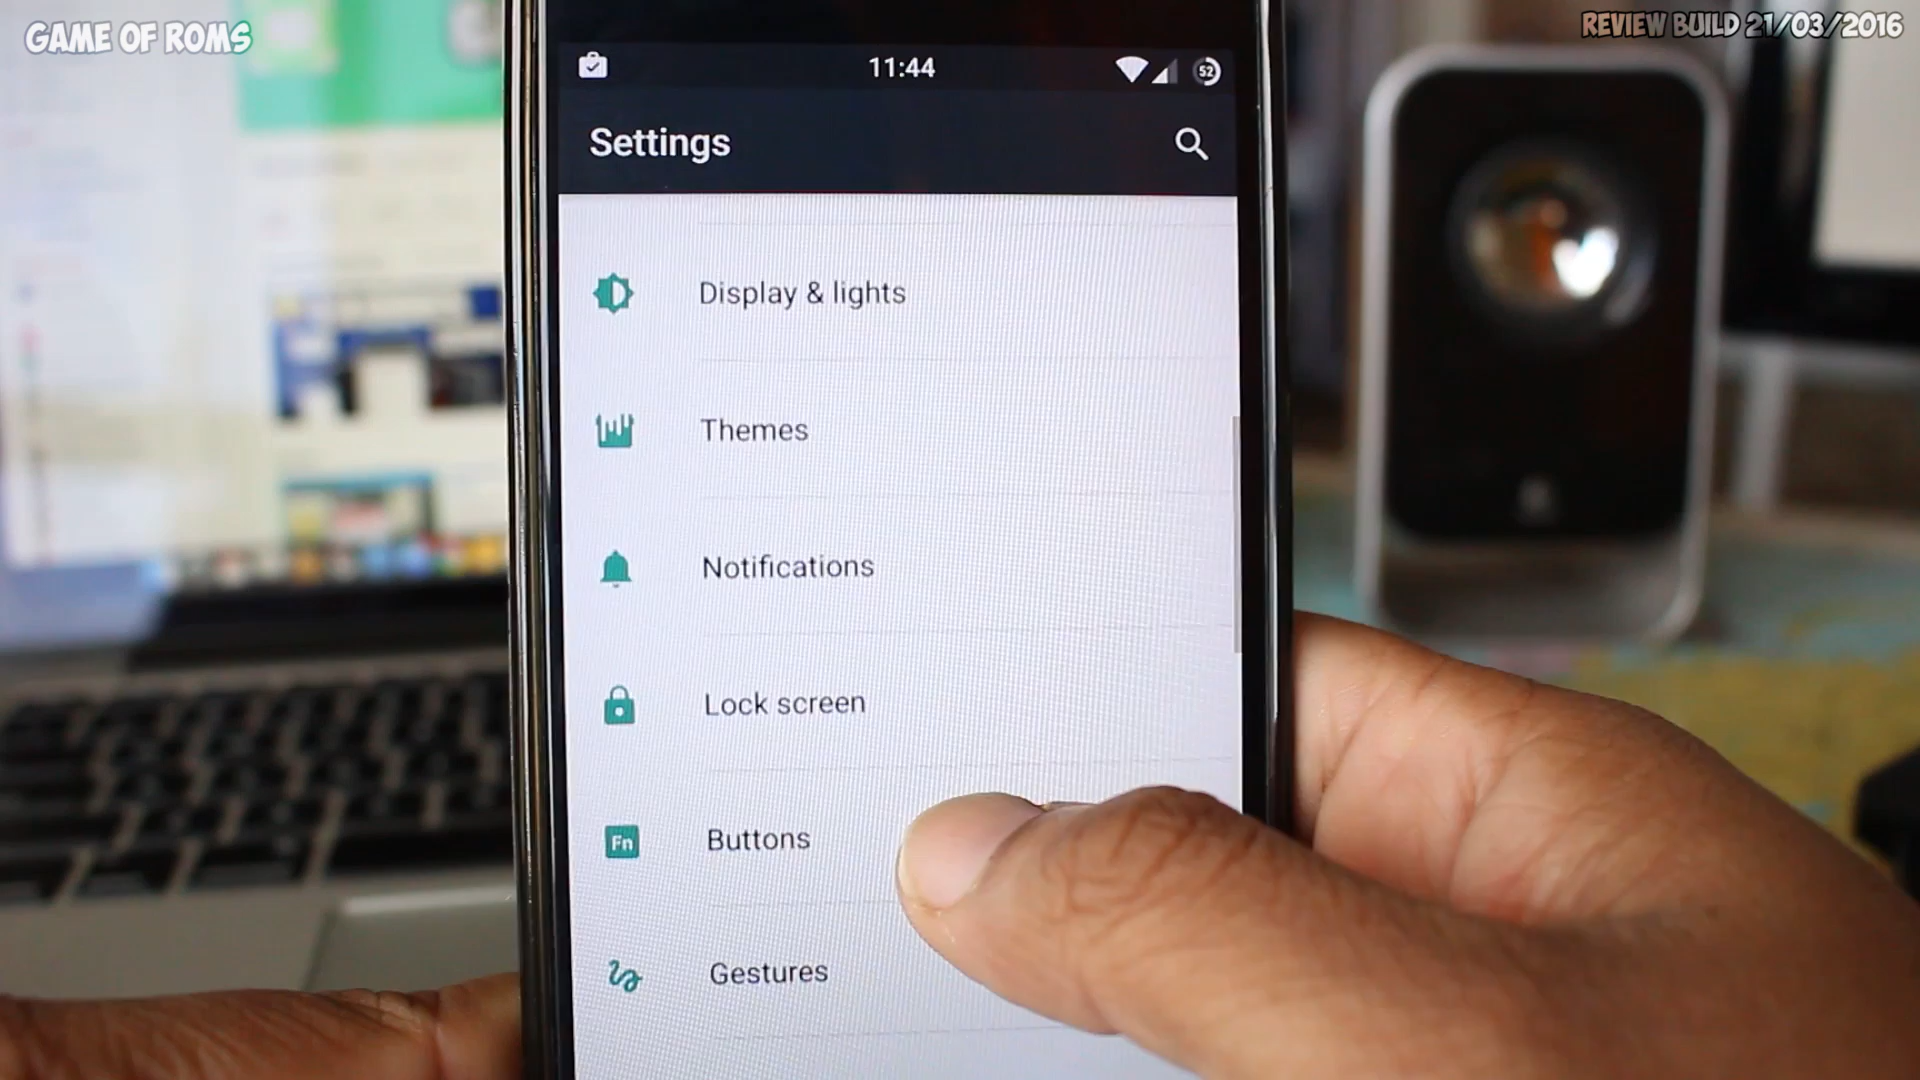 GAME OF ROMS
REVIEW BUILD 21/03/2016
11:44
52
Settings
Display & lights
Themes
Notifications
Lock screen
Fn
Buttons
Gestures